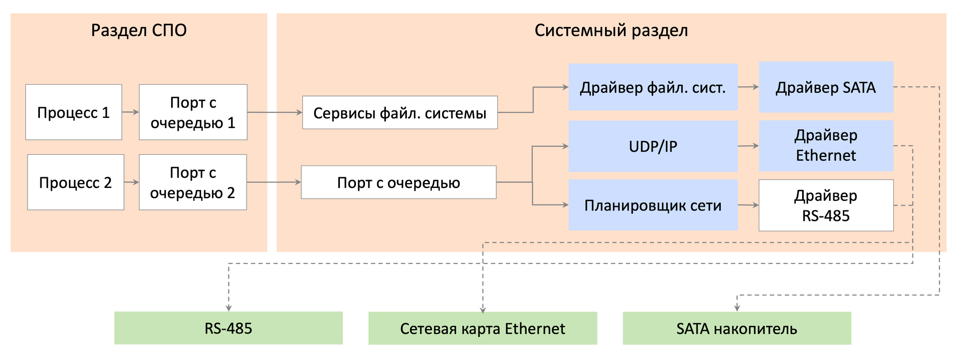 Раздел СПО
Системный раздел
Процесс 1
Порт с
очередью 1
Сервисы файл. системы
Драйвер файл. сист.
Драйвер SATA
UDP/IP
Драйвер
Ethernet
Процесс 2
Порт с
очередью 2
Порт с очередью
Планировщик сети
Драйвер
RS-485
RS-485
Сетевая карта Ethernet
SATA накопитель